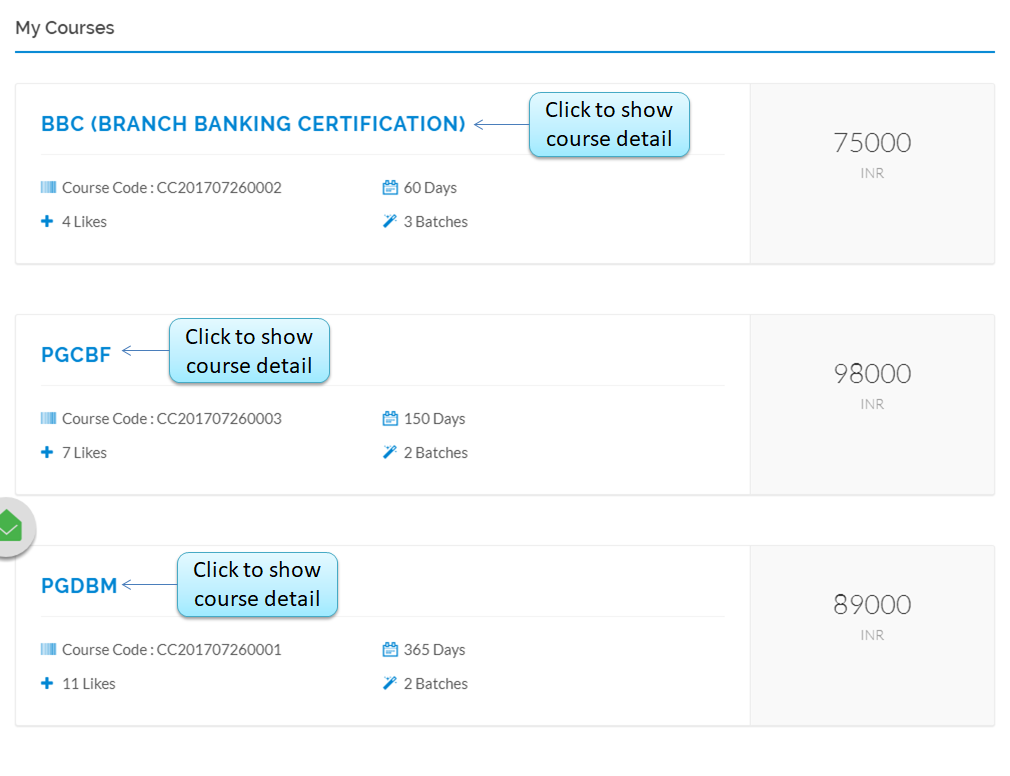 My Courses
BBC (BRANCH BANKING CERTIFICATION)
Click to show
course detail
75000
INR
Course Code : CC201707260002
60 Days
4 Likes
3 Batches
PGCBF
Click to show
course detail
98000
INR
Course Code : CC201707260003
150 Days
7 Likes
2 Batches
PGDBM
Click to show
course detail
89000
INR
Course Code : CC201707260001
365 Days
11 Likes
2 Batches